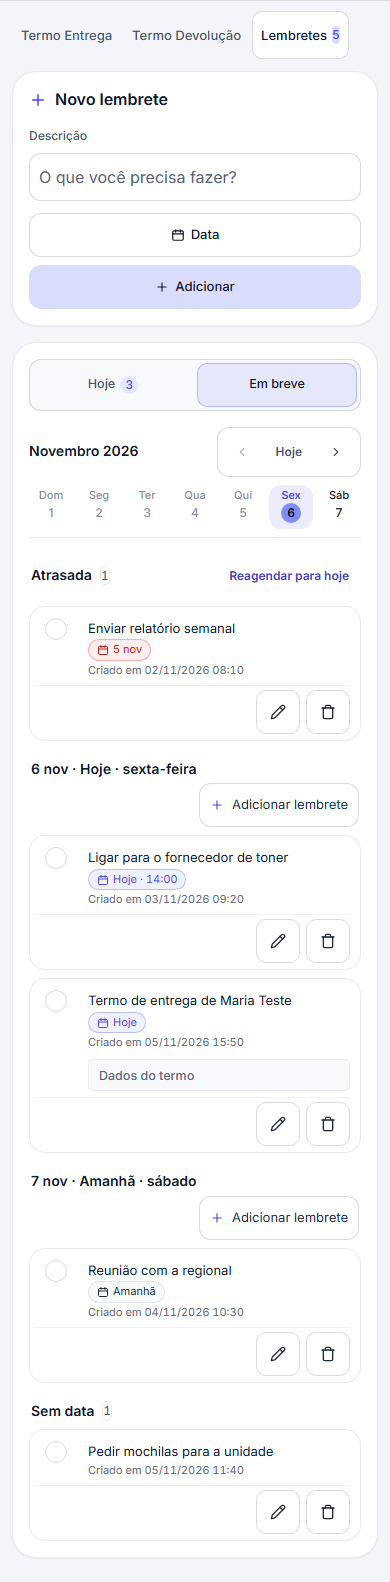 Termo Entrega Termo Devolução Lembretes 5
+ Novo lembrete
Descrição
O que você precisa fazer?
Data
+ Adicionar
Hoje 3 Em breve
Novembro 2026 < Hoje >
Dom Seg Ter Qua Qui Sex Sáb
1 2 3 4 5 6 7
Atrasada 1 Reagendar para hoje
Enviar relatório semanal
5 nov
Criado em 02/11/2026 08:10
6 nov · Hoje · sexta-feira
+ Adicionar lembrete
Ligar para o fornecedor de toner
Hoje · 14:00
Criado em 03/11/2026 09:20
Termo de entrega de Maria Teste
Hoje
Criado em 05/11/2026 15:50
Dados do termo
7 nov · Amanhã · sábado
+ Adicionar lembrete
Reunião com a regional
Amanhã
Criado em 04/11/2026 10:30
Sem data 1
Pedir mochilas para a unidade
Criado em 05/11/2026 11:40